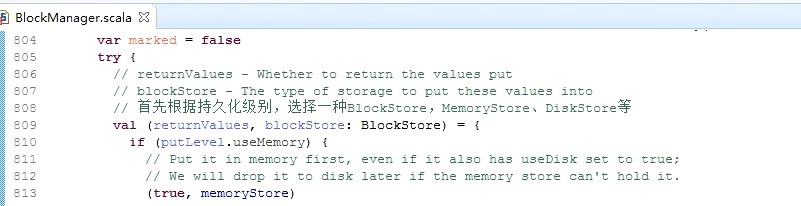 BlockManager.scala
804 var marked = false
805 try {
806 // returnValues - Whether to return the values put
807 // blockStore - The type of storage to put these values into
808 // 首先根据持久化级别，选择一种BlockStore，MemoryStore、DiskStore等
809 val (returnValues, blockStore: BlockStore) = {
810 if (putLevel.useMemory) {
811 // Put it in memory first, even if it also has useDisk set to true;
812 // We will drop it to disk later if the memory store can't hold it.
813 (true, memoryStore)